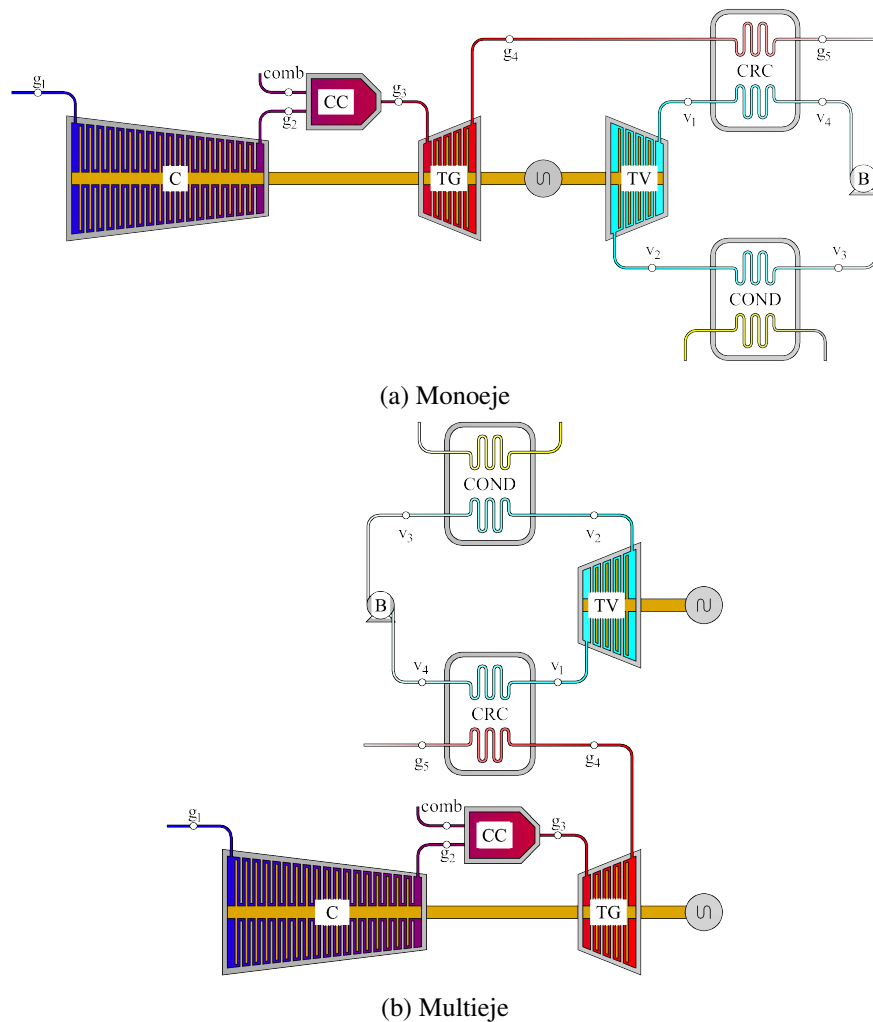 g₁
comb
g₂
CC
g₃
g₄
g₅
CRC
v₁
v₄
C
TG
TV
B
v₂
v₃
COND
(a) Monoeje
COND
v₃
v₂
B
TV
v₄
v₁
CRC
g₅
g₄
g₁
comb
g₂
CC
g₃
C
TG
(b) Multieje